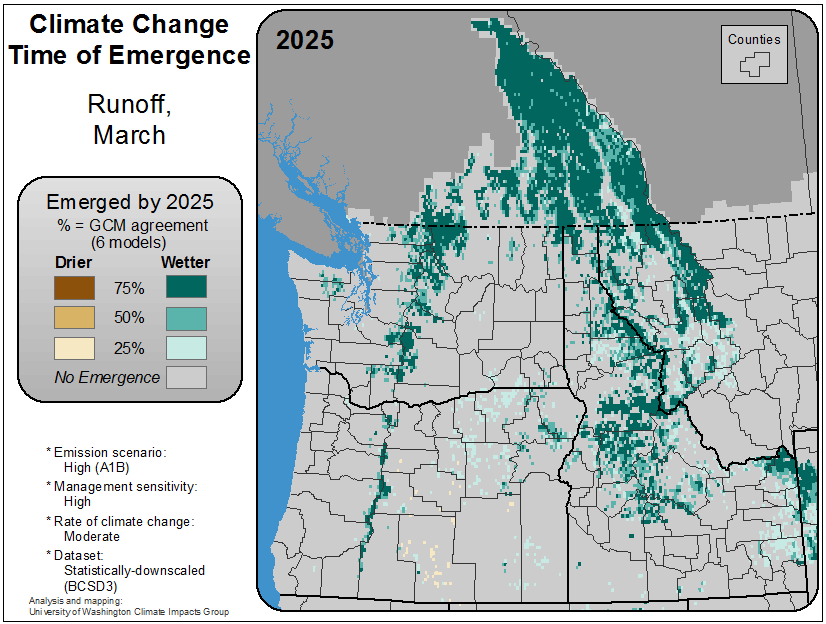 Climate Change
Time of Emergence
Runoff,
March
Emerged by 2025
% = GCM agreement
(6 models)
Drier
Wetter
75%
50%
25%
No Emergence
* Emission scenario:
High (A1B)
* Management sensitivity:
High
* Rate of climate change:
Moderate
* Dataset:
Statistically-downscaled
(BCSD3)
Analysis and mapping:
University of Washington Climate Impacts Group
2025
Counties